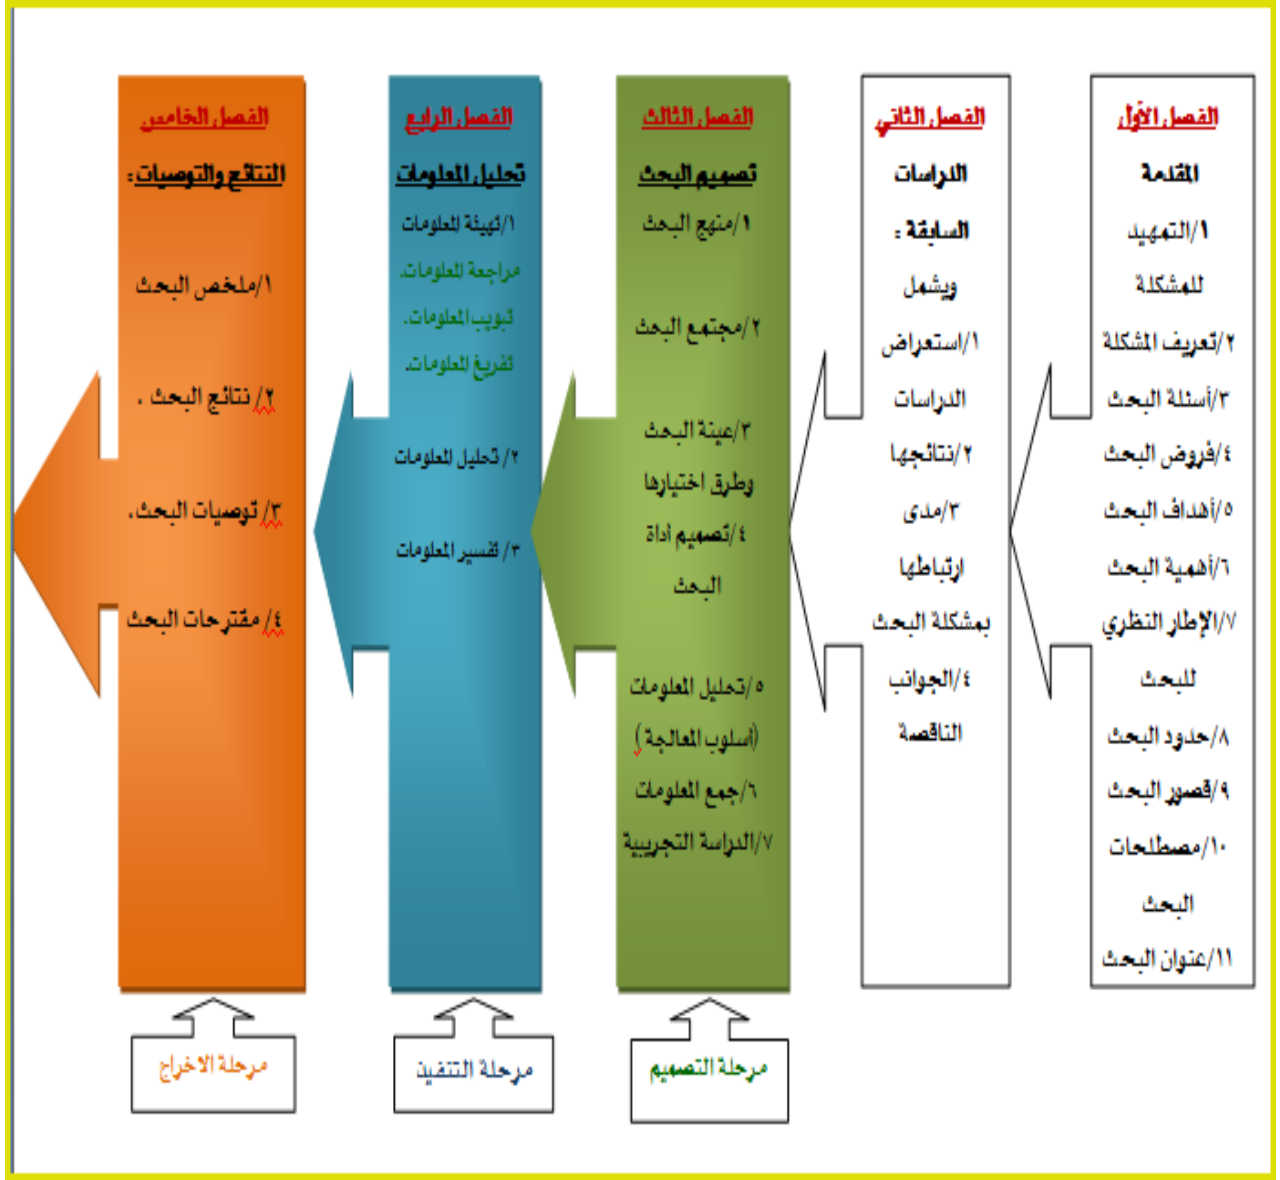 الفصل الأول
المقدمة
١/التمهيد
للمشكلة
٢/تعريف المشكلة
٣/أسئلة البحث
٤/فروض البحث
٥/أهداف البحث
٦/أهمية البحث
٧/الإطار النظري
للبحث
٨/حدود البحث
٩/قصور البحث
١٠/مصطلحات
البحث
١١/عنوان البحث
الفصل الثاني
الدراسات
السابقة :
ويشمل
١/استعراض
الدراسات
٢/نتائجها
٣/مدى
ارتباطها
بمشكلة البحث
٤/الجوانب
الناقصة
الفصل الثالث
تصميم البحث
١/منهج البحث
٢/مجتمع البحث
٣/عينة البحث
وطرق اختيارها
٤/تصميم أداة
البحث
٥/تحليل المعلومات
(أسلوب المعالجة )
٦/جمع المعلومات
٧/الدراسة التجريبية
مرحلة التصميم
الفصل الرابع
تحليل المعلومات
١/تهيئة المعلومات
مراجعة المعلومات.
تبويب المعلومات.
تفريغ المعلومات.
٢/ تحليل المعلومات
٣/ تفسير المعلومات
مرحلة التنفيذ
الفصل الخامس
النتائج والتوصيات :
١/ملخص البحث
٢/ نتائج البحث .
٣/ توصيات البحث.
٤/ مقترحات البحث
مرحلة الاخراج